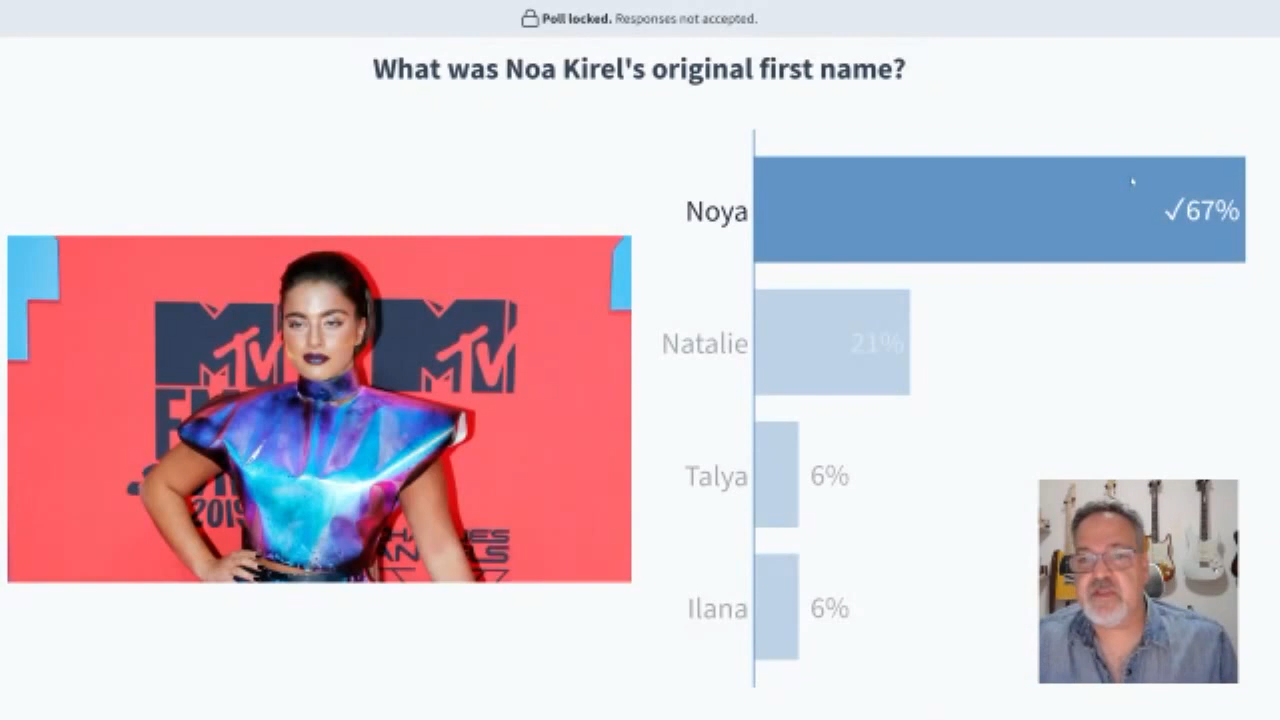 Poll locked. Responses not accepted.
What was Noa Kirel's original first name?
Noya
✓67%
Natalie
21%
Talya
6%
Ilana
6%
MTV
MTV
2019